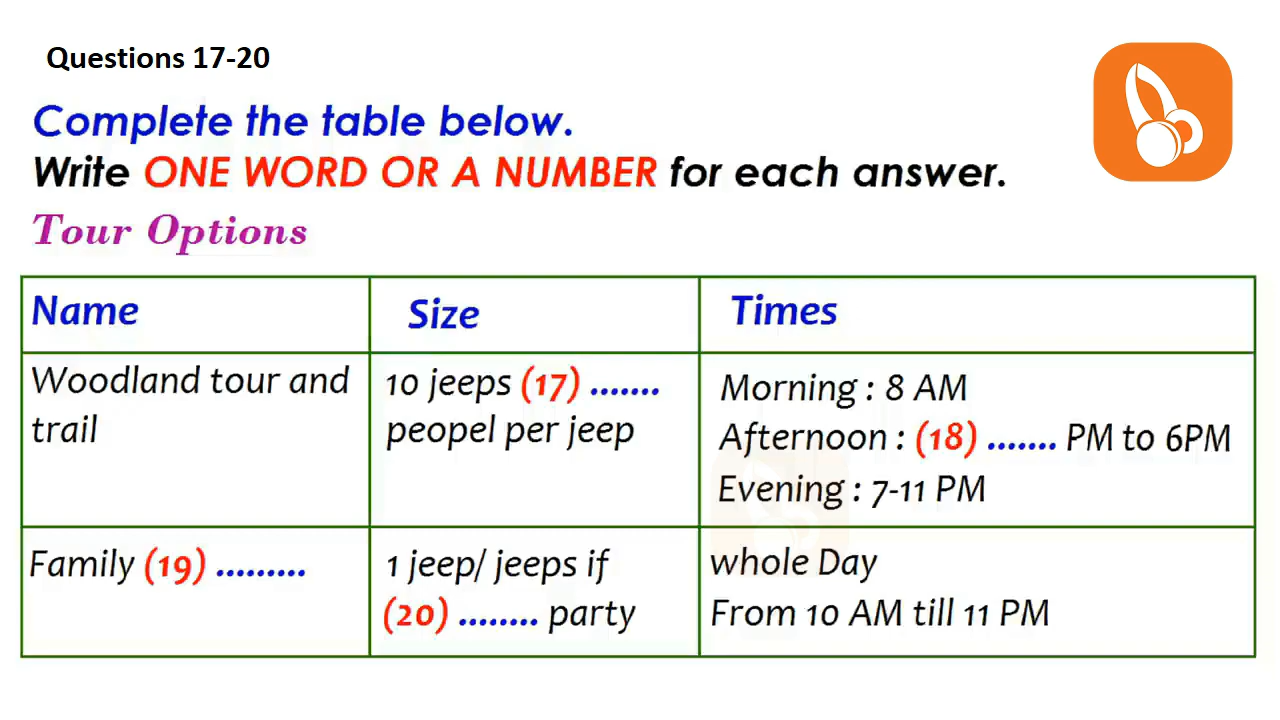 Questions 17-20
Complete the table below.
Write ONE WORD OR A NUMBER for each answer.
Tour Options
Name
Size
Times
Woodland tour and
trail
10 jeeps (17) .......
peopel per jeep
Morning : 8 AM
Afternoon : (18) ....... PM to 6PM
Evening : 7-11 PM
Family (19) .........
1 jeep/ jeeps if
(20) ........ party
whole Day
From 10 AM till 11 PM